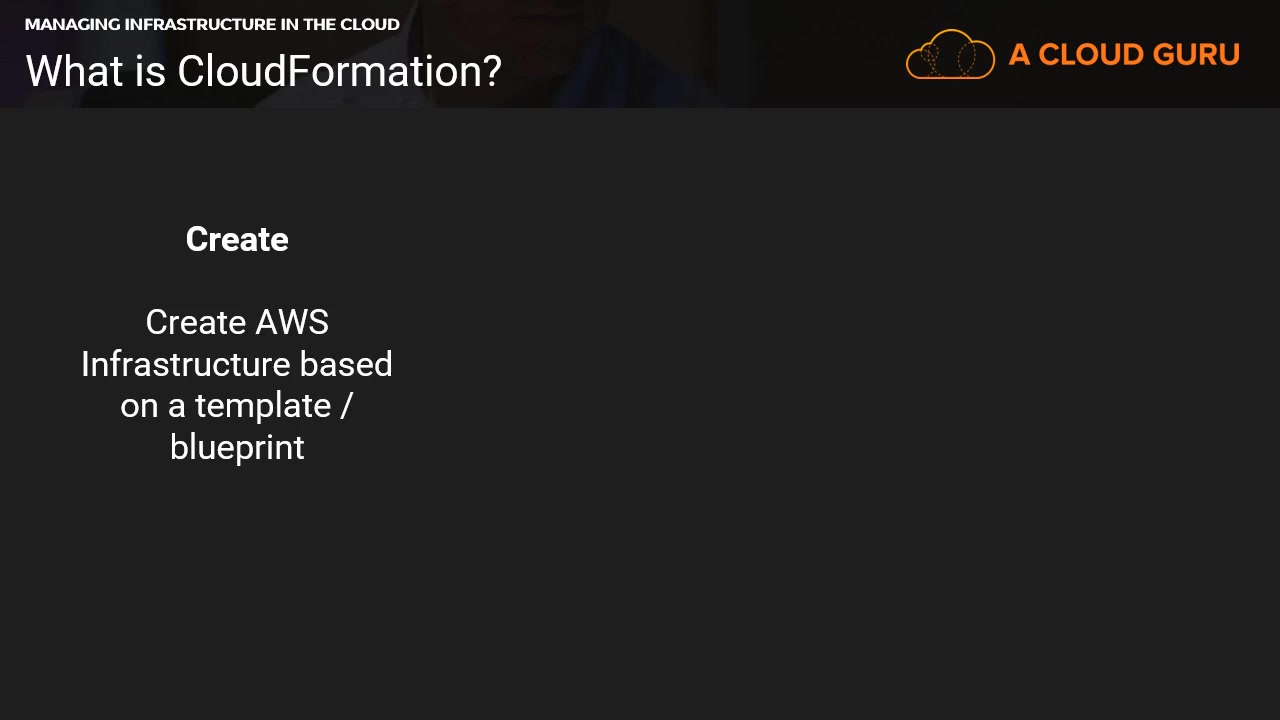 MANAGING INFRASTRUCTURE IN THE CLOUD
What is CloudFormation?
A CLOUD GURU
Create
Create AWS
Infrastructure based
on a template /
blueprint